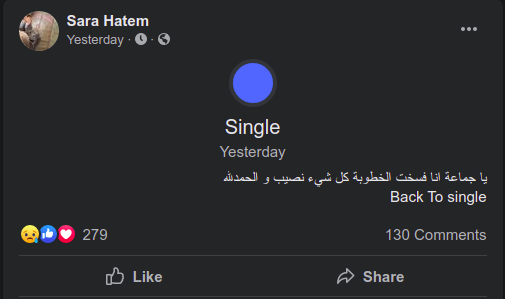 Sara Hatem
Yesterday · ·
Single
Yesterday
يا جماعة انا فسخت الخطوبة كل شيء نصيب و الحمدلله
Back To single
279
130 Comments
Like
Share